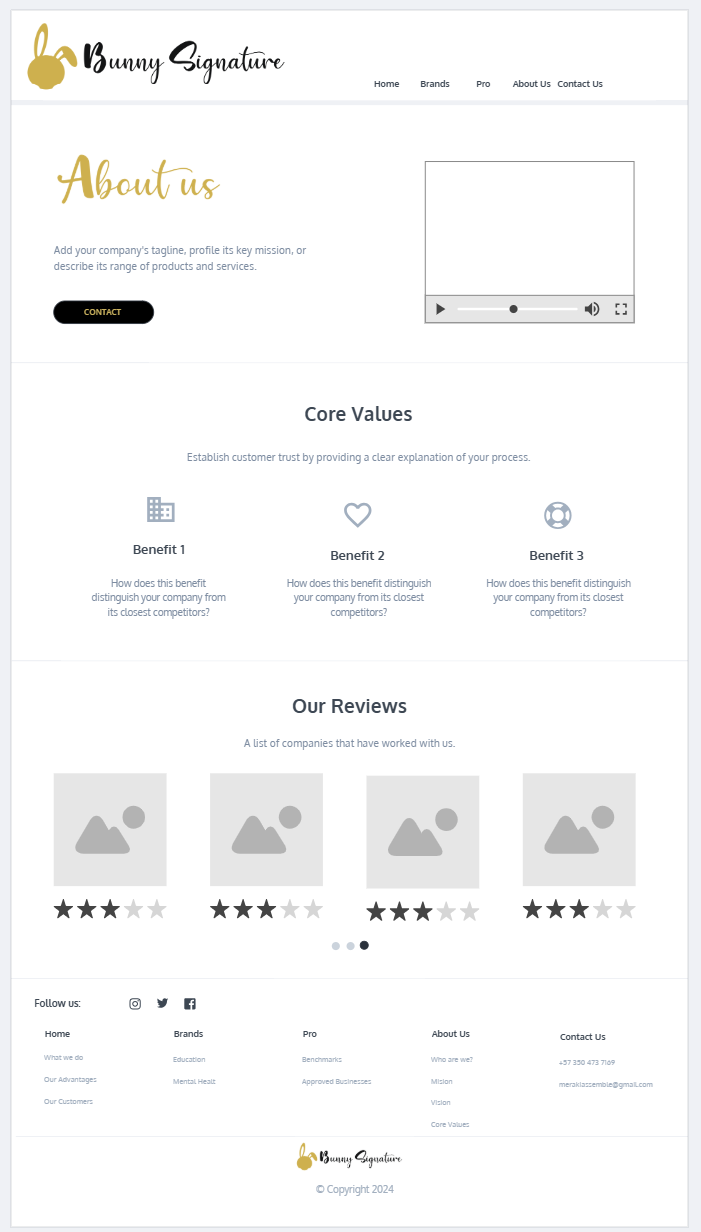 Bunny Signature
Home Brands Pro About Us Contact Us
About us
Add your company's tagline, profile its key mission, or
describe its range of products and services.
CONTACT
Core Values
Establish customer trust by providing a clear explanation of your process.
Benefit 1
How does this benefit
distinguish your company from
its closest competitors?
Benefit 2
How does this benefit distinguish
your company from its closest
competitors?
Benefit 3
How does this benefit distinguish
your company from its closest
competitors?
Our Reviews
A list of companies that have worked with us.
Follow us:
Home
What we do
Our Advantages
Our Customers
Brands
Education
Mental Healt
Pro
Benchmarks
Approved Businesses
About Us
Who are we?
Mision
Vision
Core Values
Contact Us
+57 350 473 7169
merakiassemble@gmail.com
Bunny Signature
© Copyright 2024